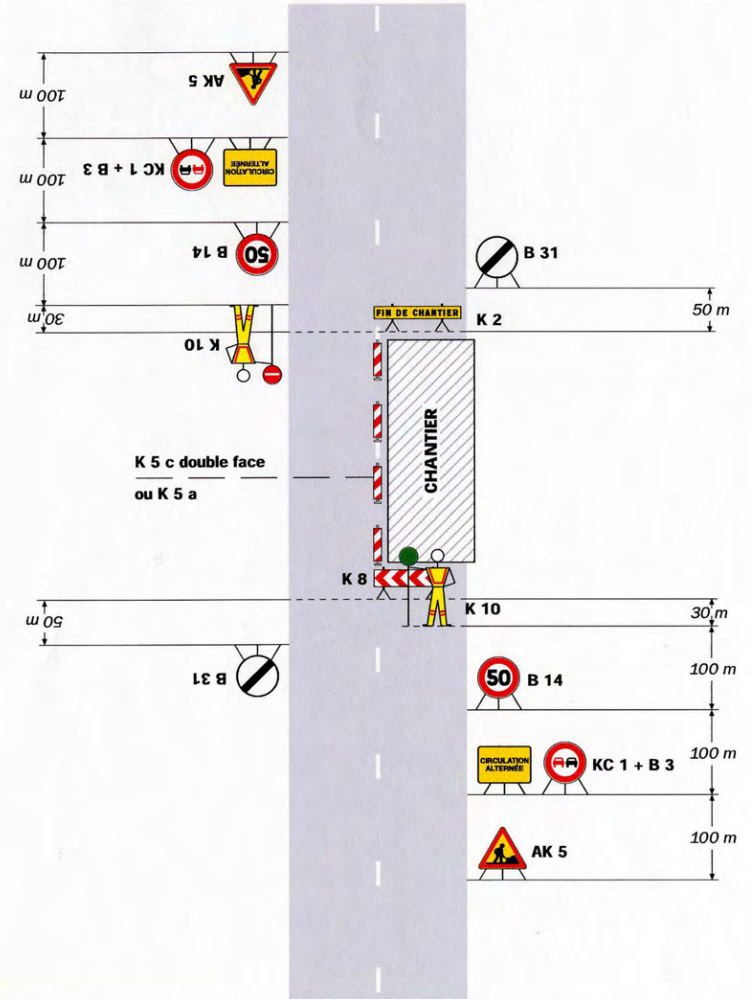 AK 5
100 m
KC 1 + B 3
CIRCULATION
ALTERNÉE
100 m
B 14
50
100 m
B 31
FIN DE CHANTIER
K 2
50 m
30 m
K 10
CHANTIER
K 5 c double face
ou K 5 a
K 8
K 10
30 m
50 m
B 31
50
B 14
100 m
CIRCULATION
ALTERNÉE
KC 1 + B 3
100 m
AK 5
100 m